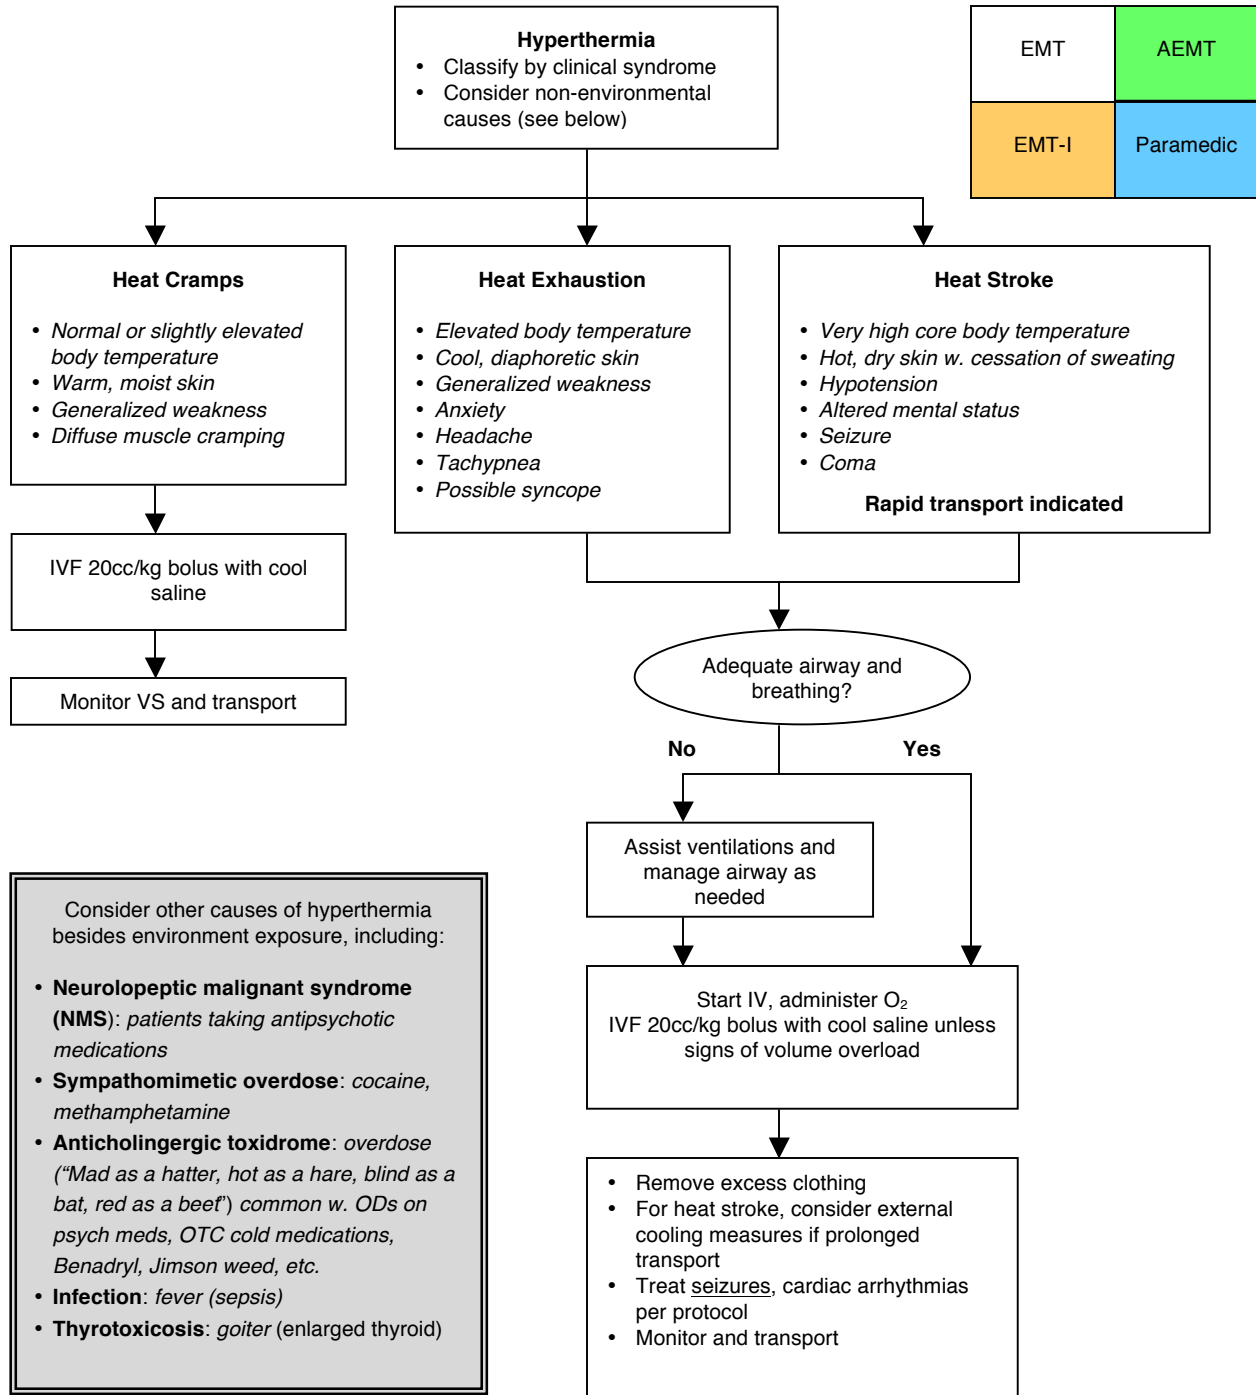 Hyperthermia
• Classify by clinical syndrome
• Consider non-environmental
causes (see below)
EMT
AEMT
EMT-I
Paramedic
Heat Cramps
• Normal or slightly elevated
body temperature
• Warm, moist skin
• Generalized weakness
• Diffuse muscle cramping
Heat Exhaustion
• Elevated body temperature
• Cool, diaphoretic skin
• Generalized weakness
• Anxiety
• Headache
• Tachypnea
• Possible syncope
Heat Stroke
• Very high core body temperature
• Hot, dry skin w. cessation of sweating
• Hypotension
• Altered mental status
• Seizure
• Coma
Rapid transport indicated
IVF 20cc/kg bolus with cool
saline
Monitor VS and transport
Adequate airway and
breathing?
No
Yes
Assist ventilations and
manage airway as
needed
Start IV, administer O₂
IVF 20cc/kg bolus with cool saline unless
signs of volume overload
• Remove excess clothing
• For heat stroke, consider external
cooling measures if prolonged
transport
• Treat seizures, cardiac arrhythmias
per protocol
• Monitor and transport
Consider other causes of hyperthermia
besides environment exposure, including:
• Neurolopeptic malignant syndrome
(NMS): patients taking antipsychotic
medications
• Sympathomimetic overdose: cocaine,
methamphetamine
• Anticholingergic toxidrome: overdose
(“Mad as a hatter, hot as a hare, blind as a
bat, red as a beet”) common w. ODs on
psych meds, OTC cold medications,
Benadryl, Jimson weed, etc.
• Infection: fever (sepsis)
• Thyrotoxicosis: goiter (enlarged thyroid)